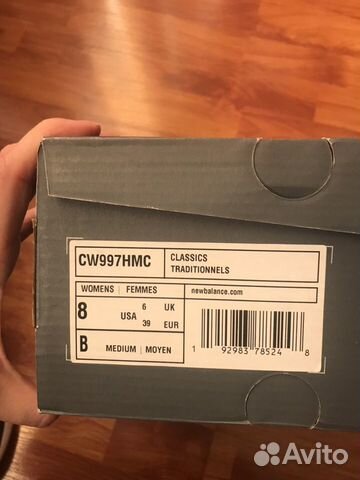 CW997HMC
CLASSICS
TRADITIONNELS
WOMENS | FEMMES
newbalance.com
8 USA
6 UK
39 EUR
B MEDIUM | MOYEN
1 92983 78524 8
Avito